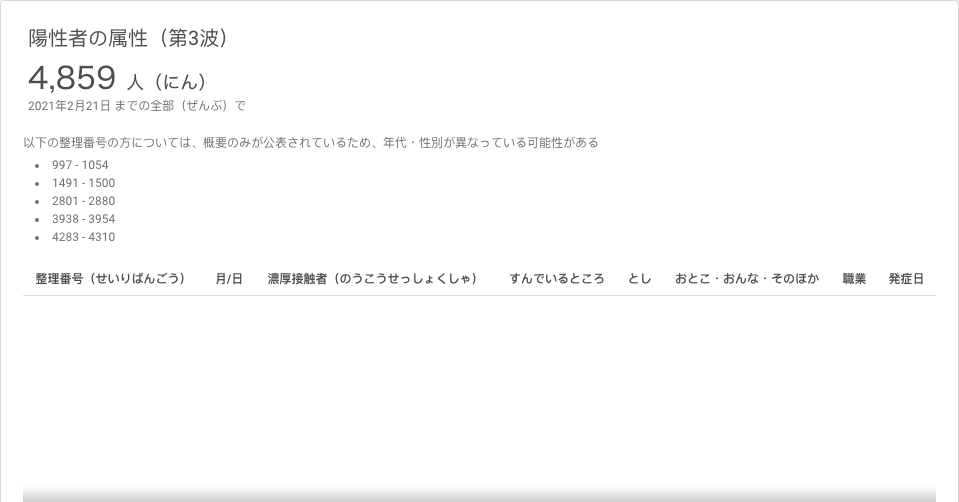 陽性者の属性（第3波）
4,859 人（にん）
2021年2月21日 までの全部（ぜんぶ）で
以下の整理番号の方については、概要のみが公表されているため、年代・性別が異なっている可能性がある
• 997 - 1054
• 1491 - 1500
• 2801 - 2880
• 3938 - 3954
• 4283 - 4310
整理番号（せいりばんごう） 月/日 濃厚接触者（のうこうせっしょくしゃ） すんでいるところ とし おとこ・おんな・そのほか 職業 発症日